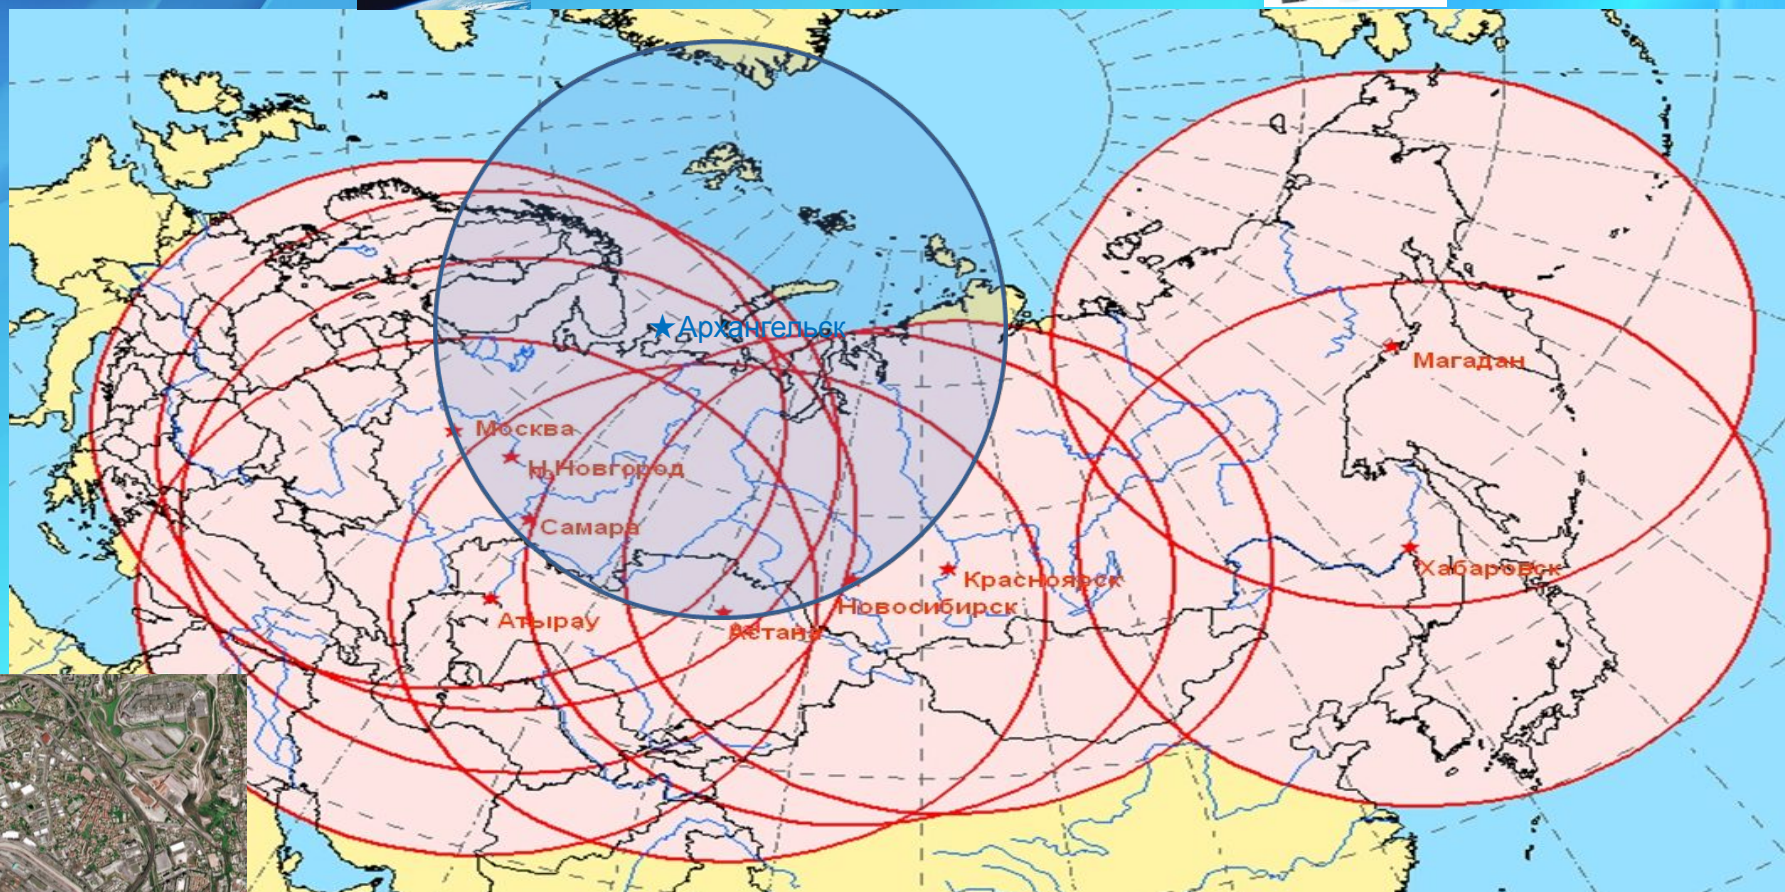 Архангельск
Магадан
Москва
Н.Новгород
Самара
Хабаровск
Красноярск
Новосибирск
Атырау
Астана